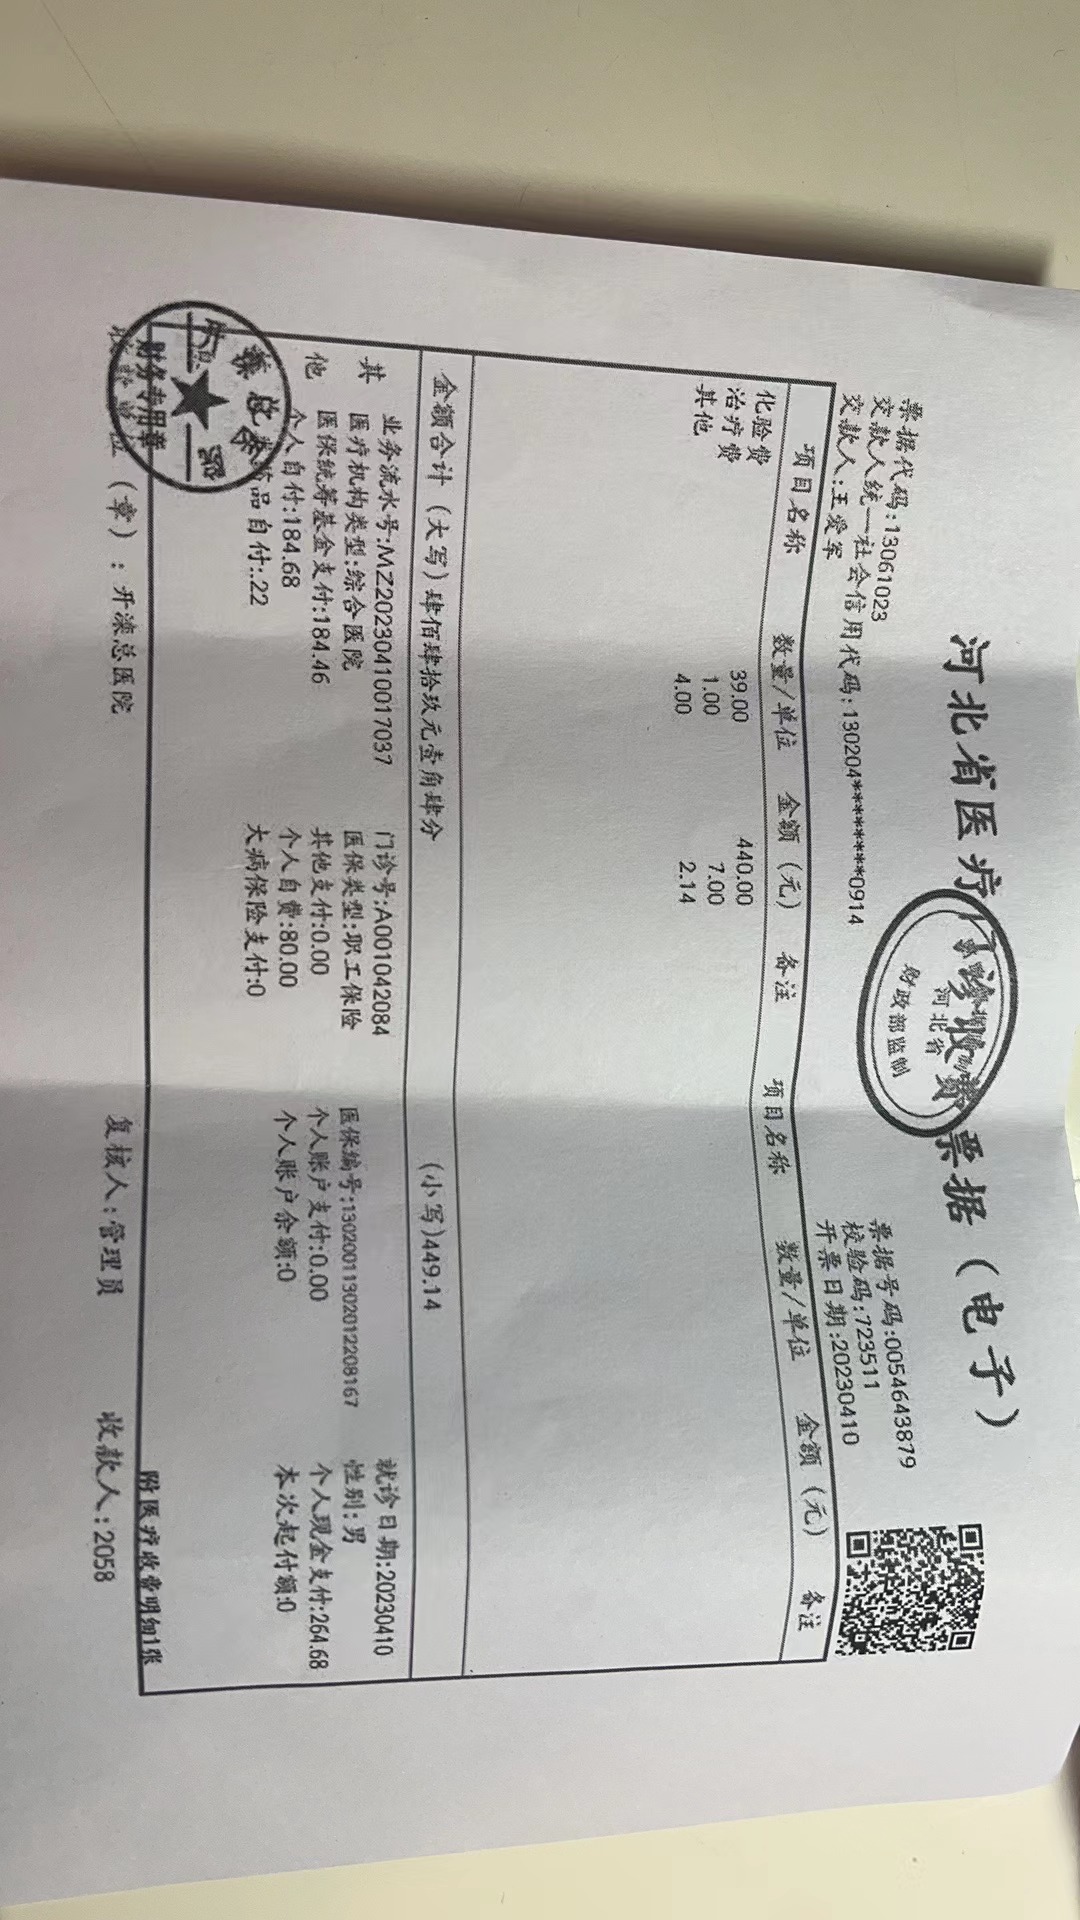 河北省医疗门诊收费票据（电子）
河北省
财政部监制
票据代码:13061023
票据号码:0054643879
交款人统一社会信用代码:130204********0914
校验码:723511
交款人:王爱军
开票日期:20230410
项目名称 数量/单位 金额（元） 备注 项目名称 数量/单位 金额（元） 备注
化验费 39.00 440.00
治疗费 1.00 7.00
其他 4.00 2.14
金额合计（大写）肆佰肆拾玖元壹角肆分 (小写)449.14
其他
业务流水号:MZ20230410017037 门诊号:A001042084 就诊日期:20230410
医疗机构类型:综合医院 医保类型:职工保险 医保编号:13020011302012208167 性别:男
医保统筹基金支付:184.46 其他支付:0.00 个人账户支付:0.00 个人现金支付:264.68
个人自付:184.68 个人自费:80.00 个人账户余额:0 本次起付额:0
药品自付:.22 大病保险支付:0
开滦总医院
财务专用章
附医疗收费明细1张
收款单位（章）：开滦总医院 复核人:管理员 收款人:2058